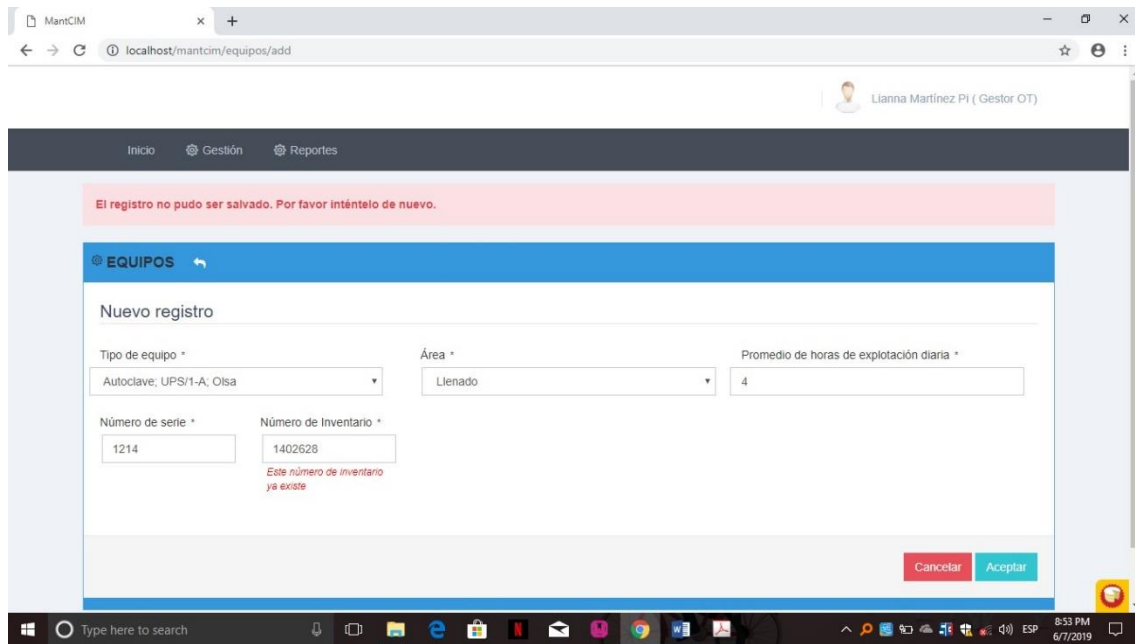 MantCIM
localhost/mantcim/equipos/add
Lianna Martínez Pi ( Gestor OT)
Inicio Gestión Reportes
El registro no pudo ser salvado. Por favor inténtelo de nuevo.
EQUIPOS
Nuevo registro
Tipo de equipo * Área * Promedio de horas de explotación diaria *
Autoclave; UPS/1-A; Olsa Llenado 4
Número de serie * Número de Inventario *
1214 1402628
Este número de inventario
ya existe
Cancelar Aceptar
Type here to search ESP 8:53 PM
6/7/2019